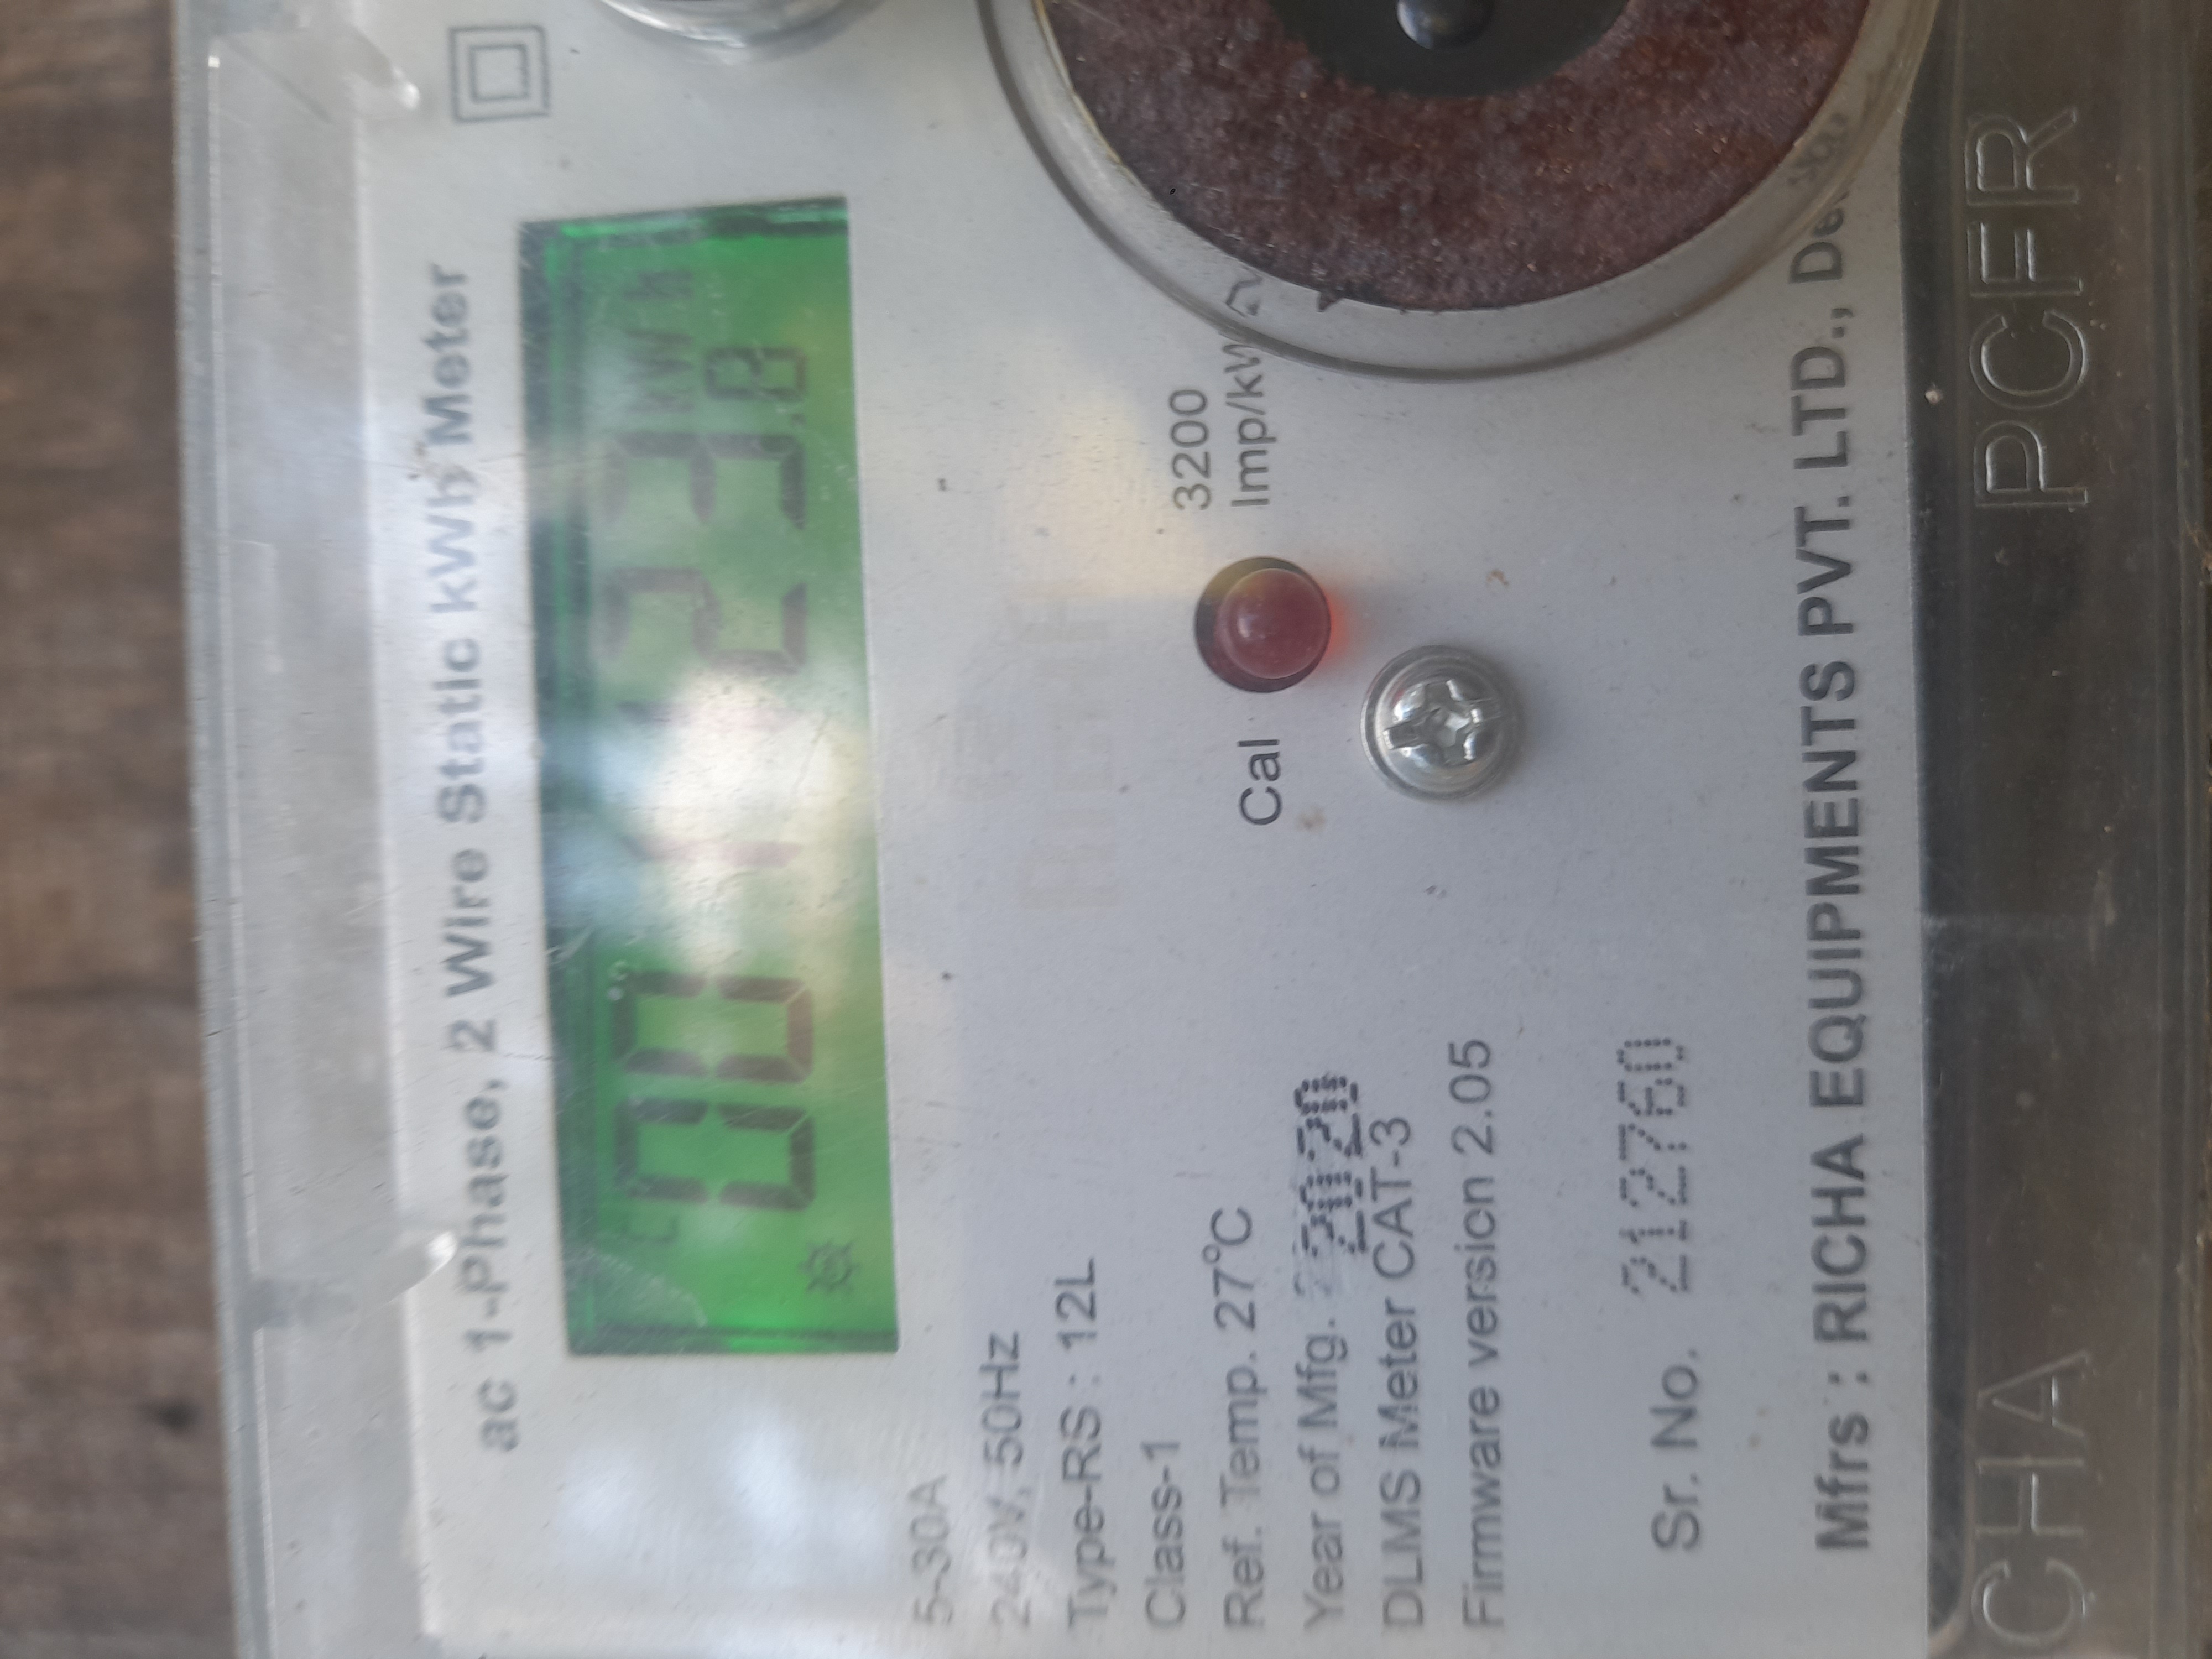 ac 1-Phase, 2 Wire Static kWh Meter
kWh
5-30A
240V, 50Hz
Type-RS : 12L
Class-1
Ref. Temp. 27°C
Year of Mfg. 2020
DLMS Meter CAT-3
Firmware version 2.05
Cal
3200
Imp/kW
Sr. No. 212760
Mfrs : RICHA EQUIPMENTS PVT. LTD., De
CHA PCFR